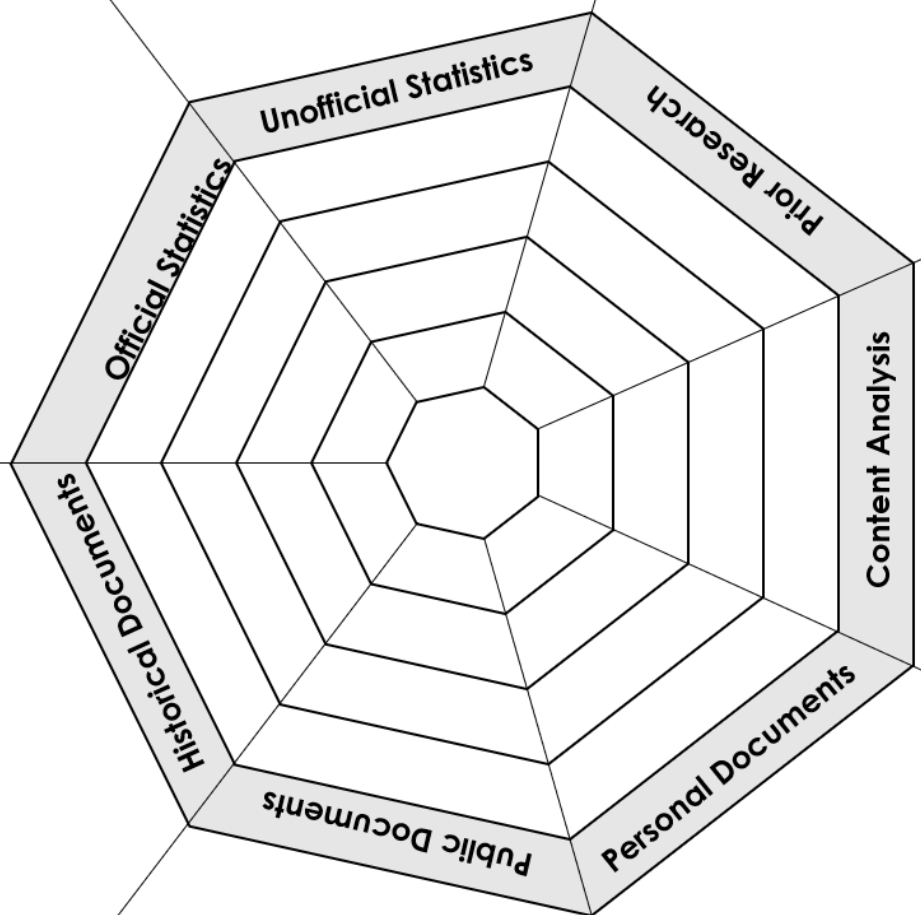 Unofficial Statistics
Prior Research
Official Statistics
Content Analysis
Historical Documents
Personal Documents
Public Documents